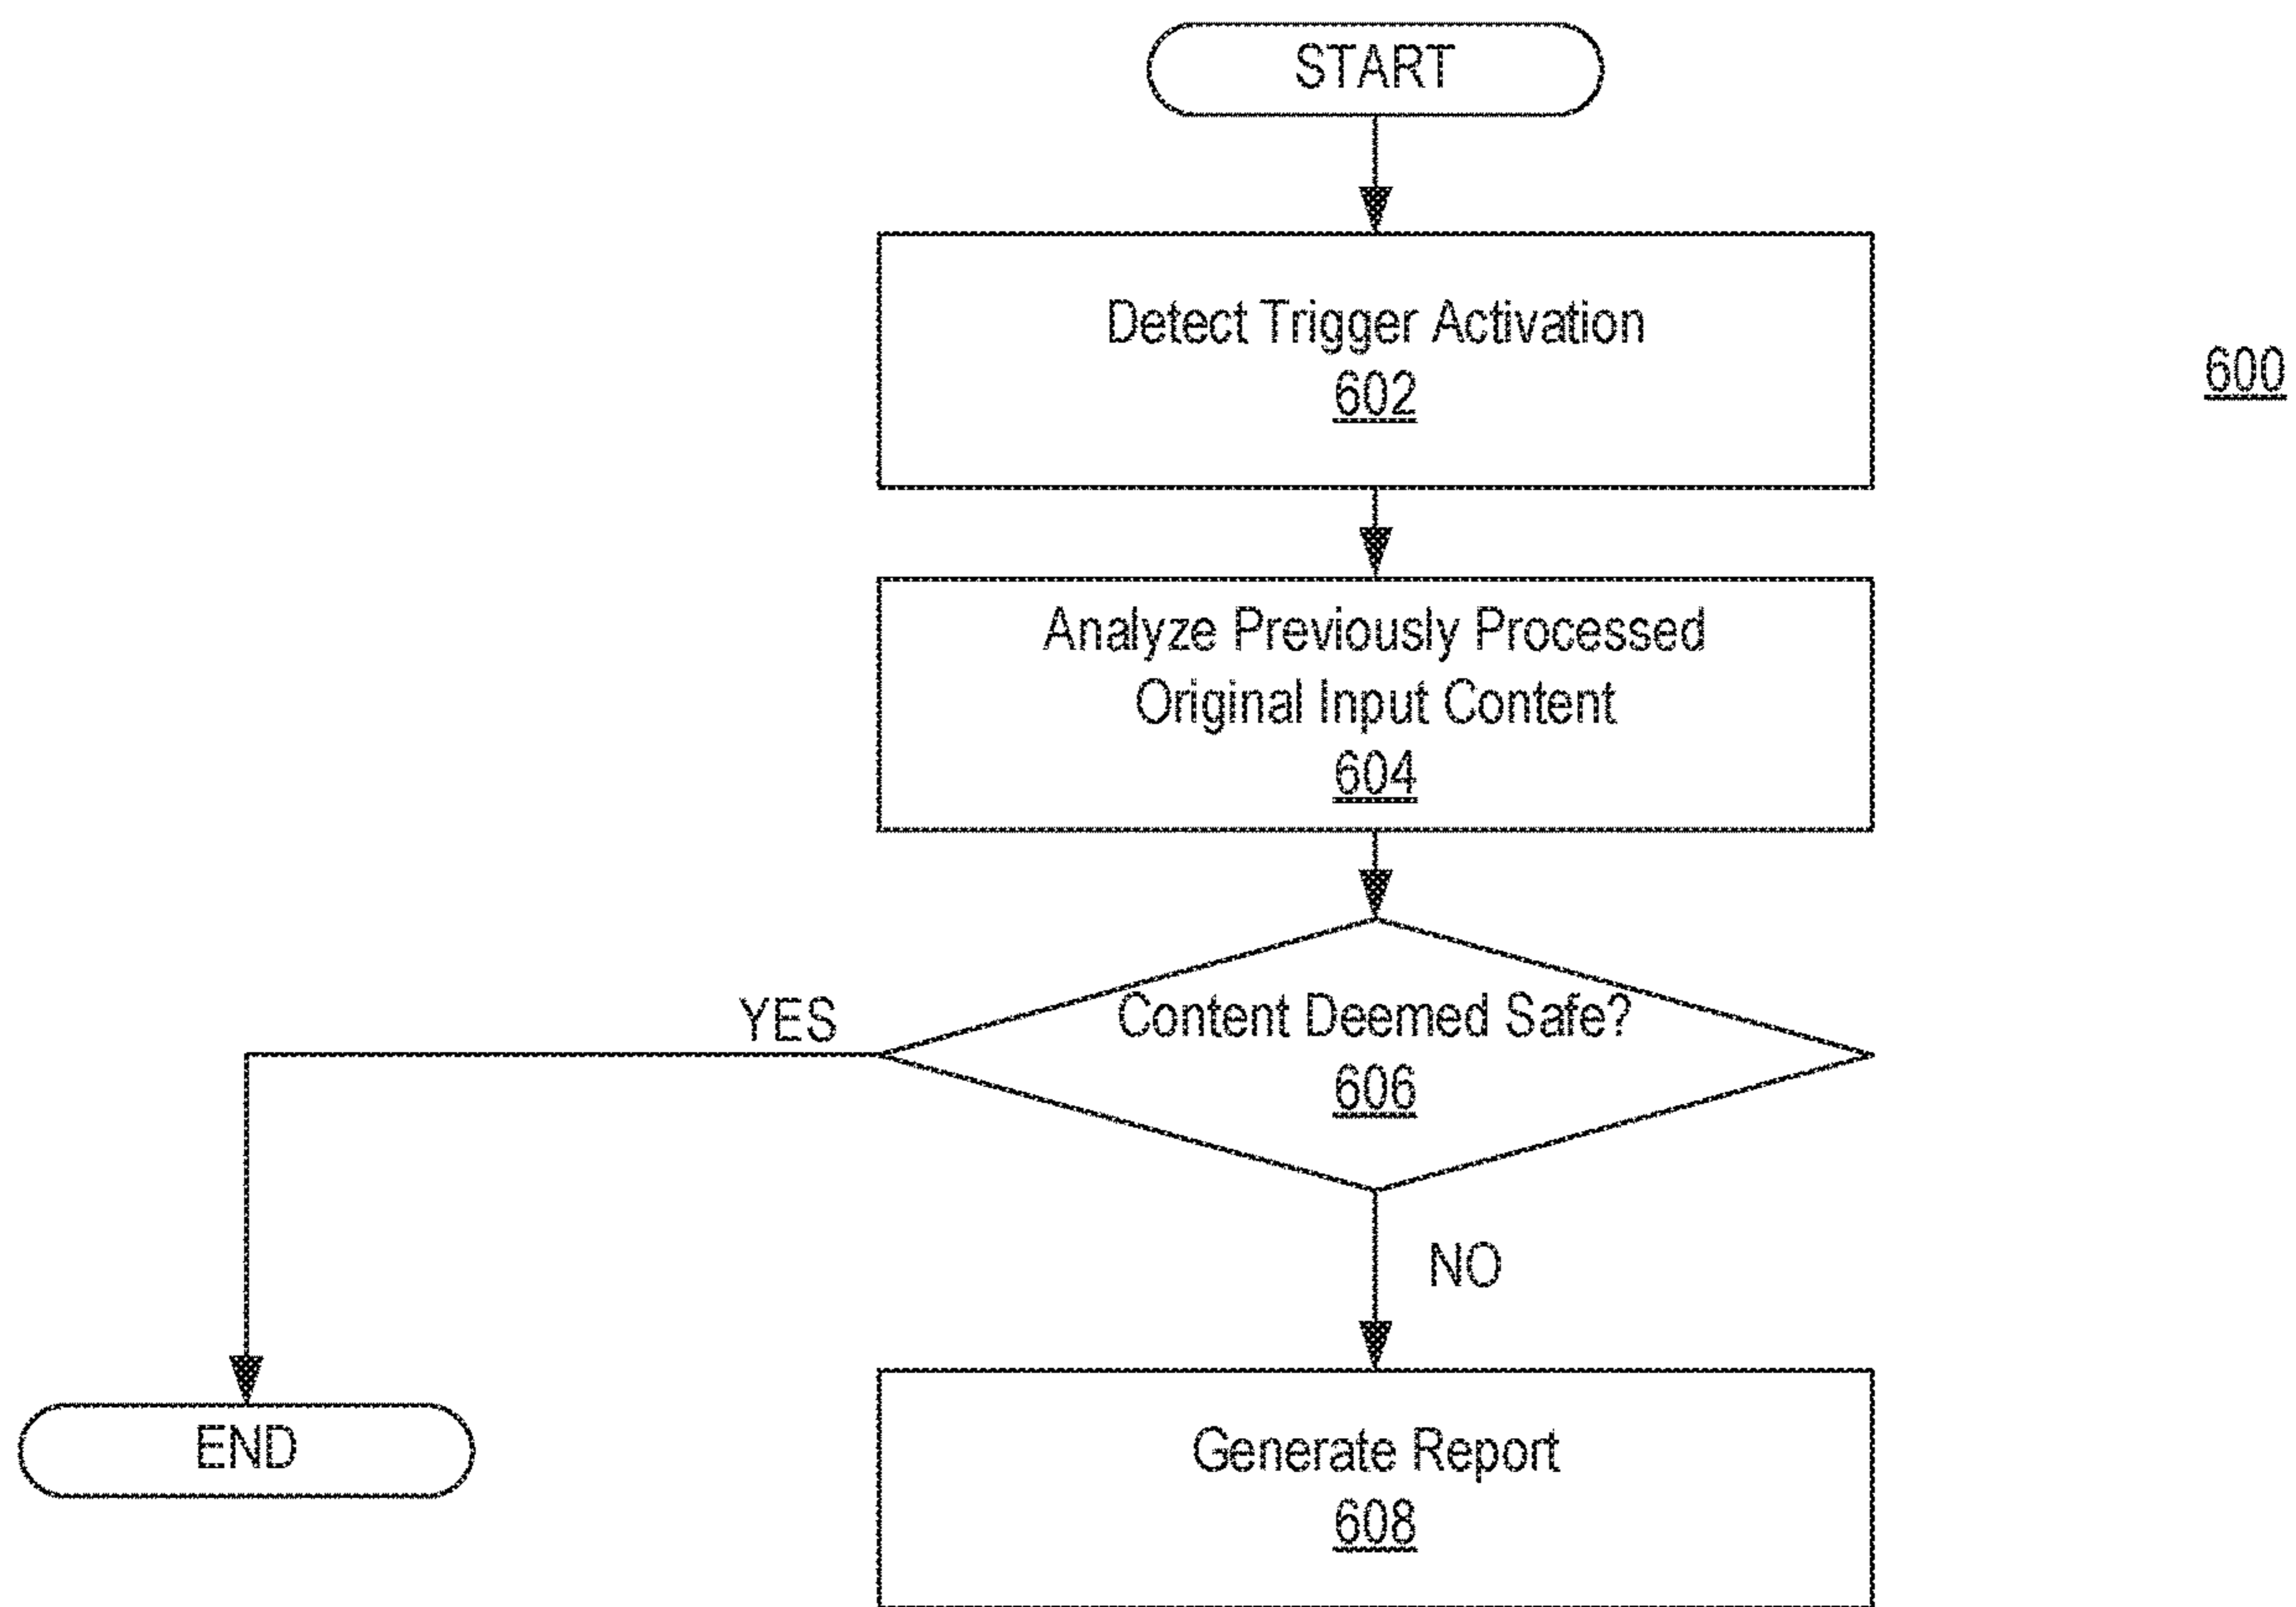 START
Detect Trigger Activation
602
600
Analyze Previously Processed
Original Input Content
604
Content Deemed Safe?
606
YES
NO
END
Generate Report
608